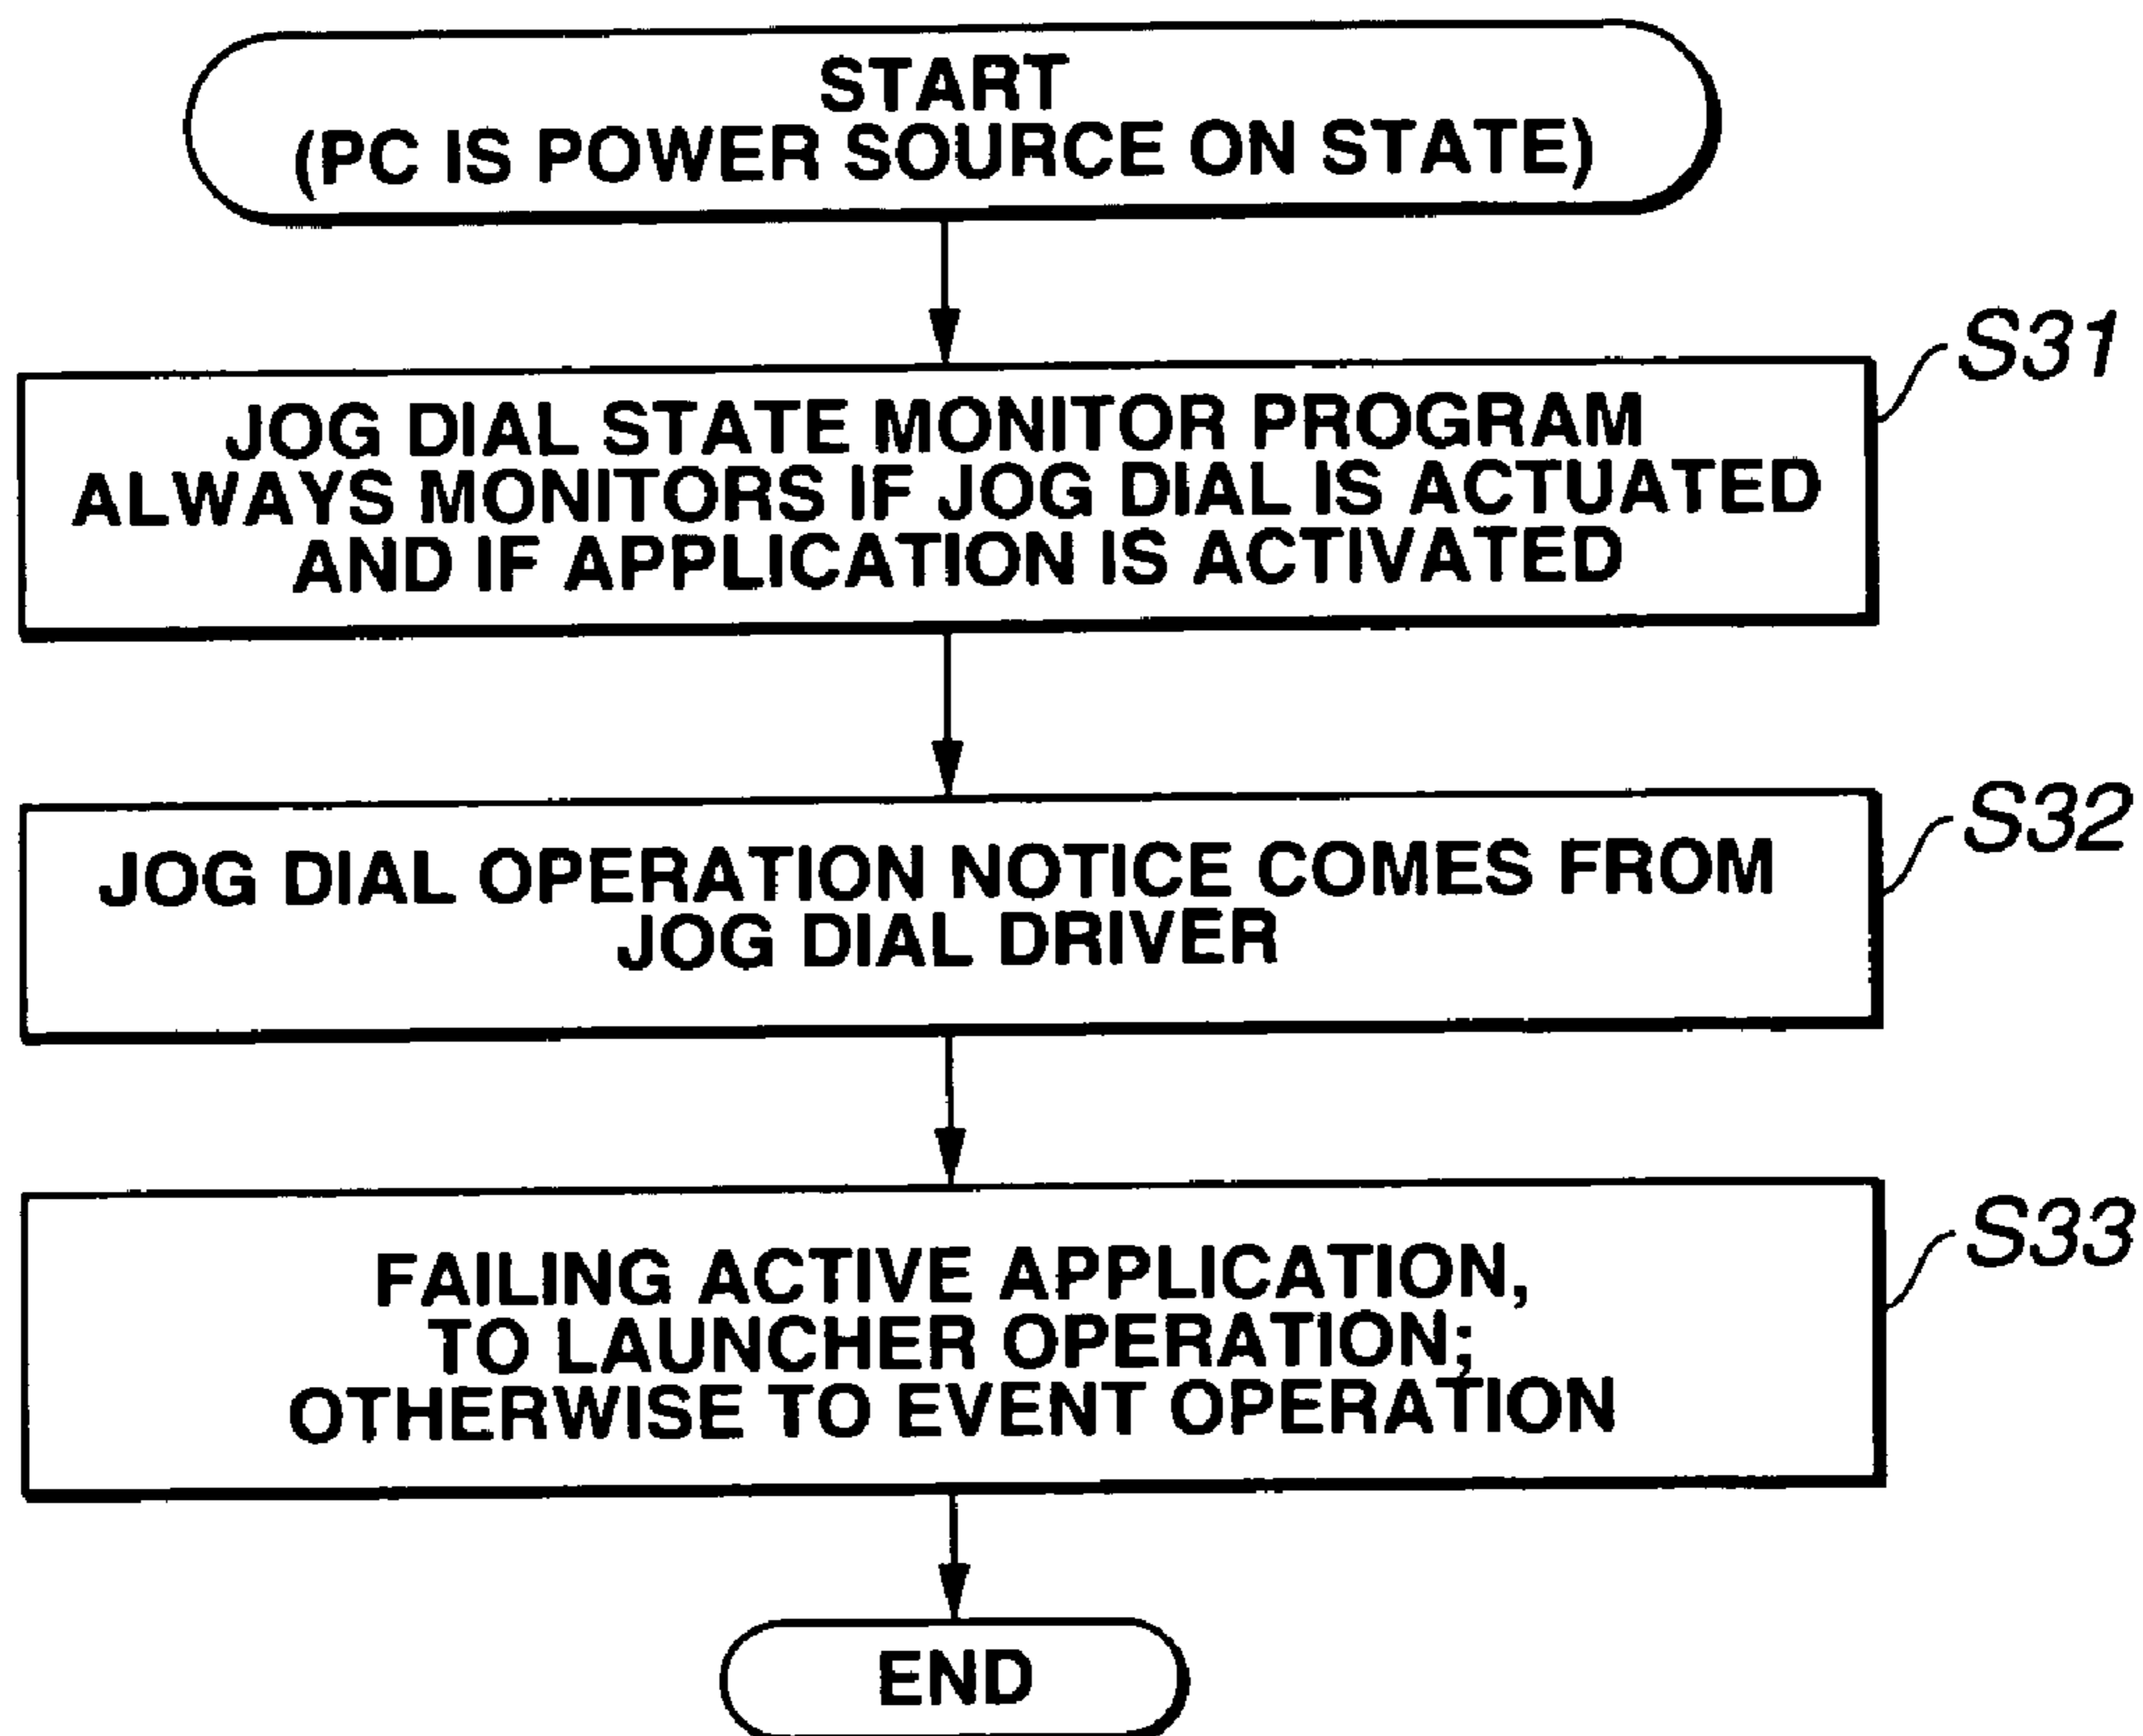 START
(PC IS POWER SOURCE ON STATE)
S31
JOG DIAL STATE MONITOR PROGRAM
ALWAYS MONITORS IF JOG DIAL IS ACTUATED
AND IF APPLICATION IS ACTIVATED
S32
JOG DIAL OPERATION NOTICE COMES FROM
JOG DIAL DRIVER
S33
FAILING ACTIVE APPLICATION,
TO LAUNCHER OPERATION;
OTHERWISE TO EVENT OPERATION
END